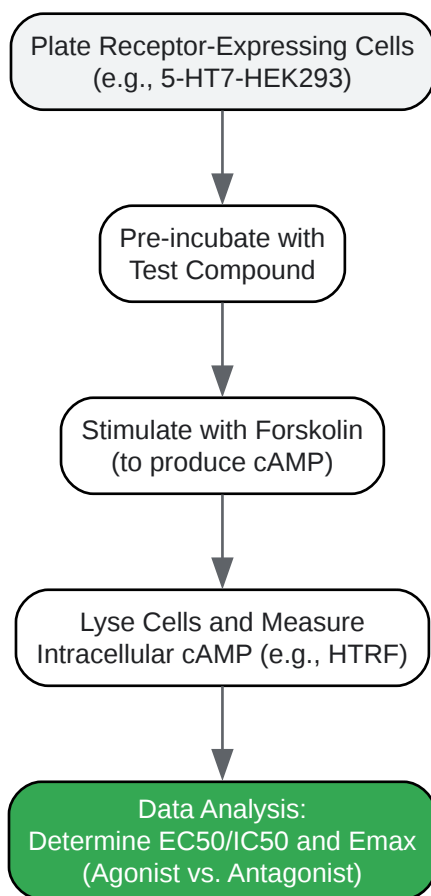 Plate Receptor-Expressing Cells
(e.g., 5-HT7-HEK293)
Pre-incubate with
Test Compound
Stimulate with Forskolin
(to produce cAMP)
Lyse Cells and Measure
Intracellular cAMP (e.g., HTRF)
Data Analysis:
Determine EC50/IC50 and Emax
(Agonist vs. Antagonist)